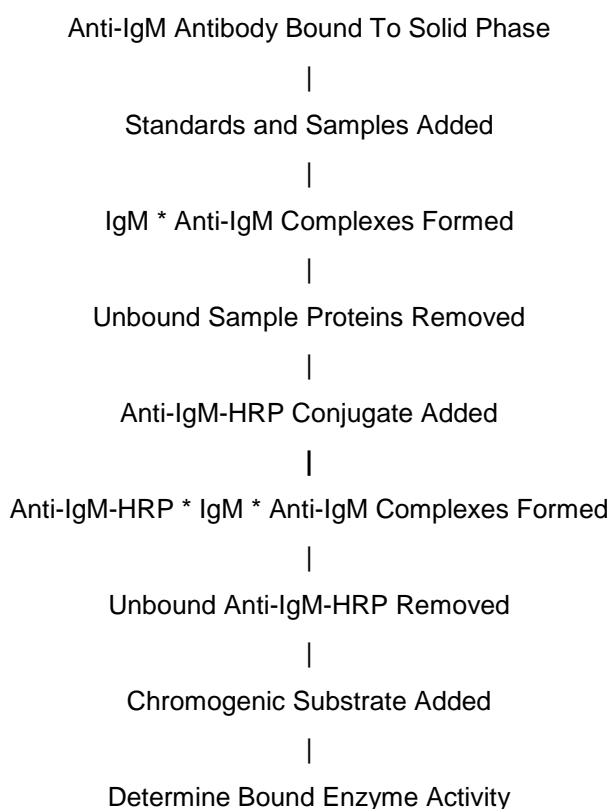 Anti-IgM Antibody Bound To Solid Phase
|
Standards and Samples Added
|
IgM * Anti-IgM Complexes Formed
|
Unbound Sample Proteins Removed
|
Anti-IgM-HRP Conjugate Added
|
Anti-IgM-HRP * IgM * Anti-IgM Complexes Formed
|
Unbound Anti-IgM-HRP Removed
|
Chromogenic Substrate Added
|
Determine Bound Enzyme Activity